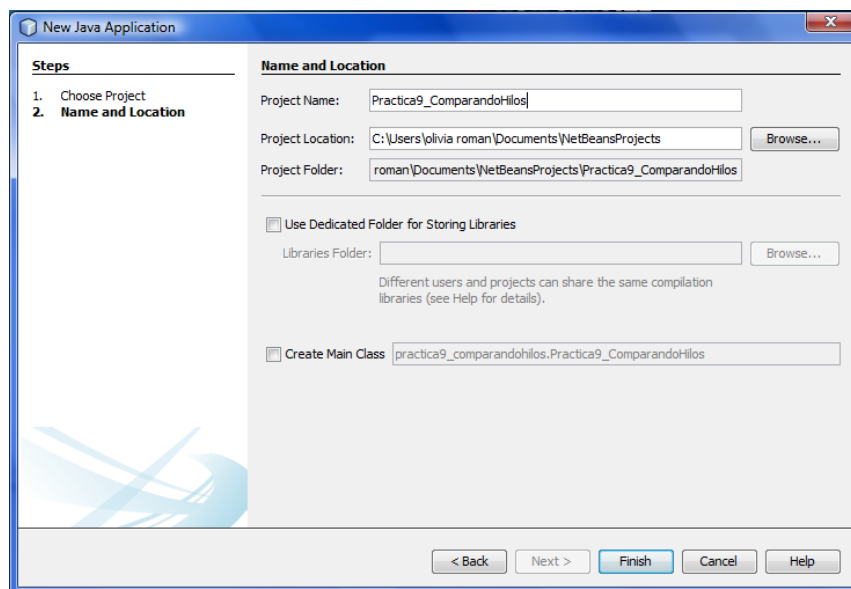 New Java Application
X
Steps
1. Choose Project
2. Name and Location
Name and Location
Project Name: Practica9_ComparandoHilos
Project Location: C:\Users\olivia roman\Documents\NetBeansProjects Browse...
Project Folder: roman\Documents\NetBeansProjects\Practica9_ComparandoHilos
Use Dedicated Folder for Storing Libraries
Libraries Folder: Browse...
Different users and projects can share the same compilation
libraries (see Help for details).
Create Main Class practica9_comparandohilos.Practica9_ComparandoHilos
< Back Next > Finish Cancel Help